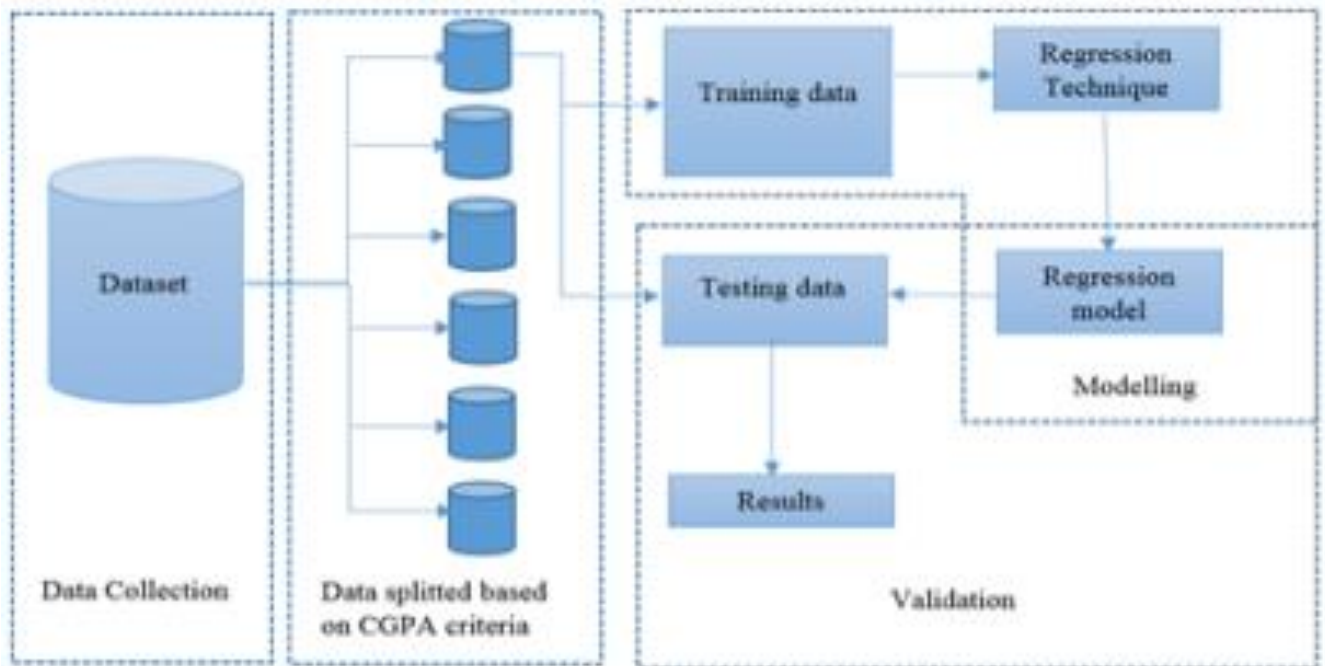 Dataset
Data Collection
Data splitted based
on CGPA criteria
Training data
Regression
Technique
Testing data
Regression
model
Modelling
Results
Validation